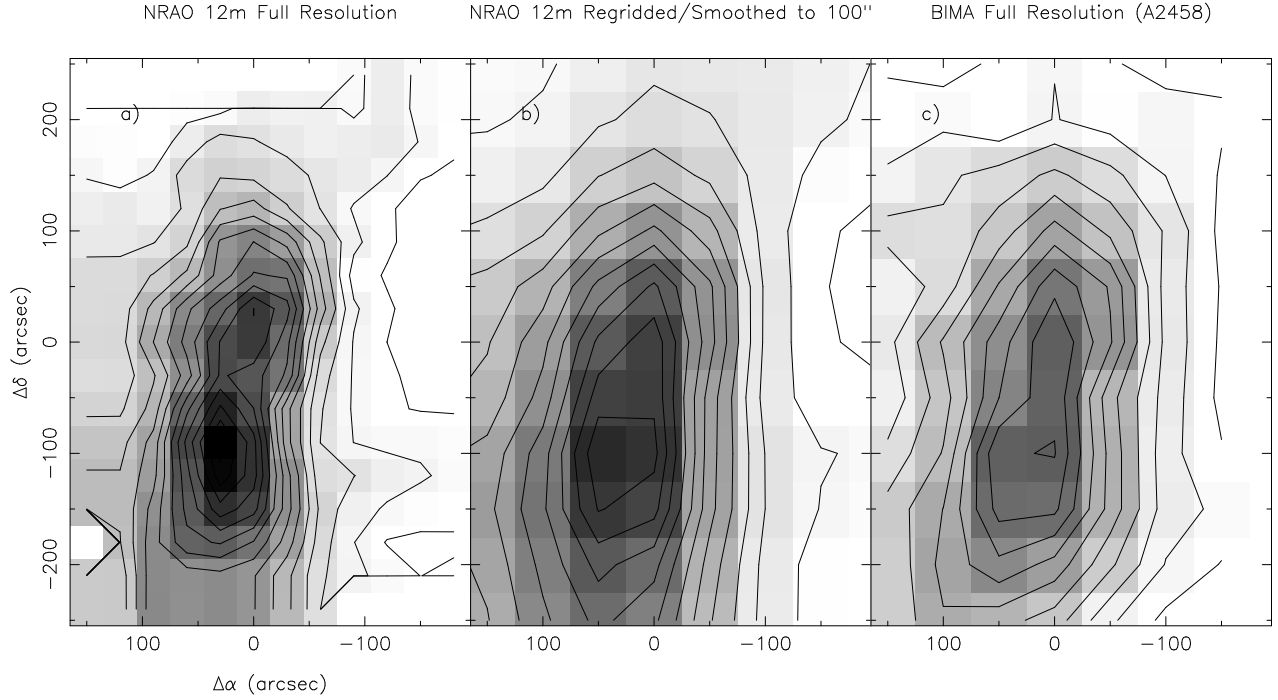 NRAO 12m Full Resolution
NRAO 12m Regridded/Smoothed to 100"
BIMA Full Resolution (A2458)
a)
b)
c)
200
100
0
−100
−200
Δδ (arcsec)
100 0 −100
100 0 −100
100 0 −100
Δα (arcsec)